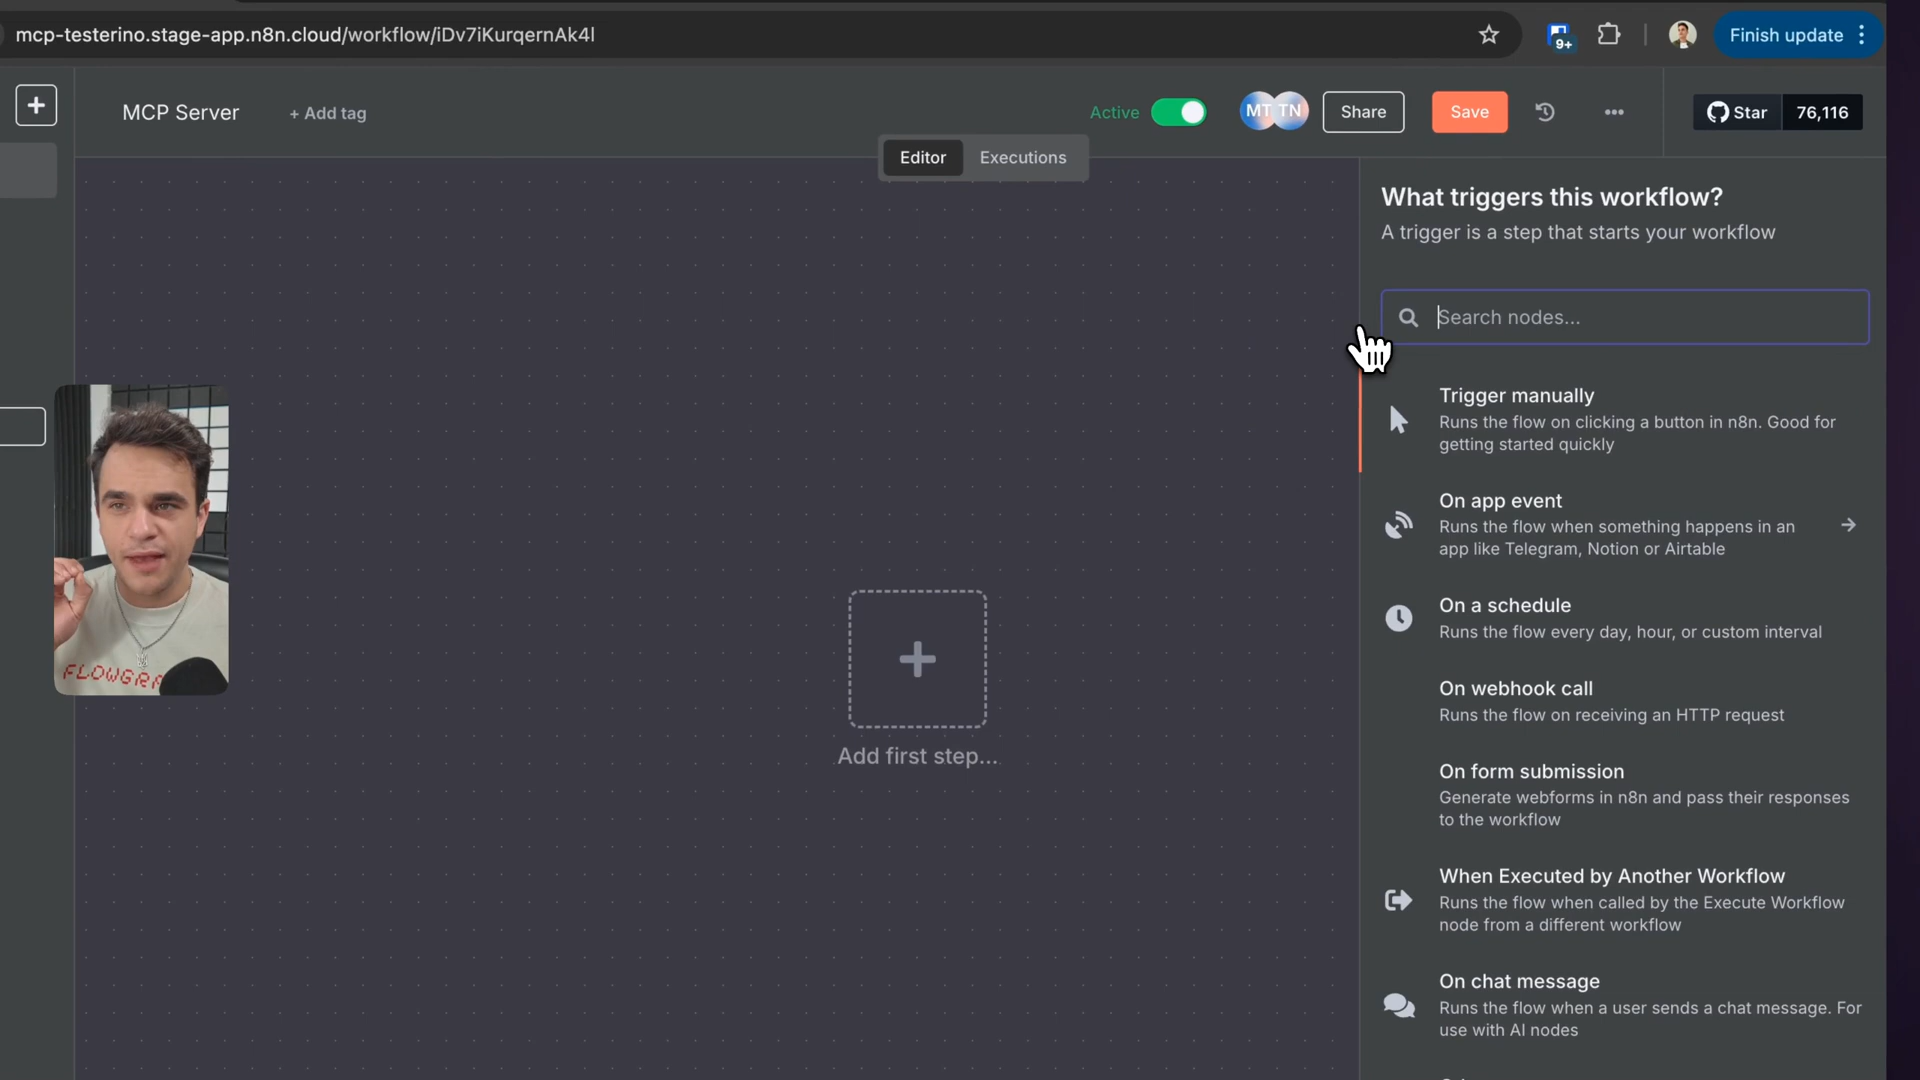 mcp-testerino.stage-app.n8n.cloud/workflow/iDv7iKurqernAk4l
9+
Finish update
MCP Server
+ Add tag
Active
MT TN
Share
Save
Star
76,116
Editor
Executions
What triggers this workflow?
A trigger is a step that starts your workflow
Search nodes...
Trigger manually
Runs the flow on clicking a button in n8n. Good for
getting started quickly
On app event
Runs the flow when something happens in an
app like Telegram, Notion or Airtable
On a schedule
Runs the flow every day, hour, or custom interval
On webhook call
Runs the flow on receiving an HTTP request
On form submission
Generate webforms in n8n and pass their responses
to the workflow
When Executed by Another Workflow
Runs the flow when called by the Execute Workflow
node from a different workflow
On chat message
Runs the flow when a user sends a chat message. For
use with AI nodes
Add first step...
FLOWGR